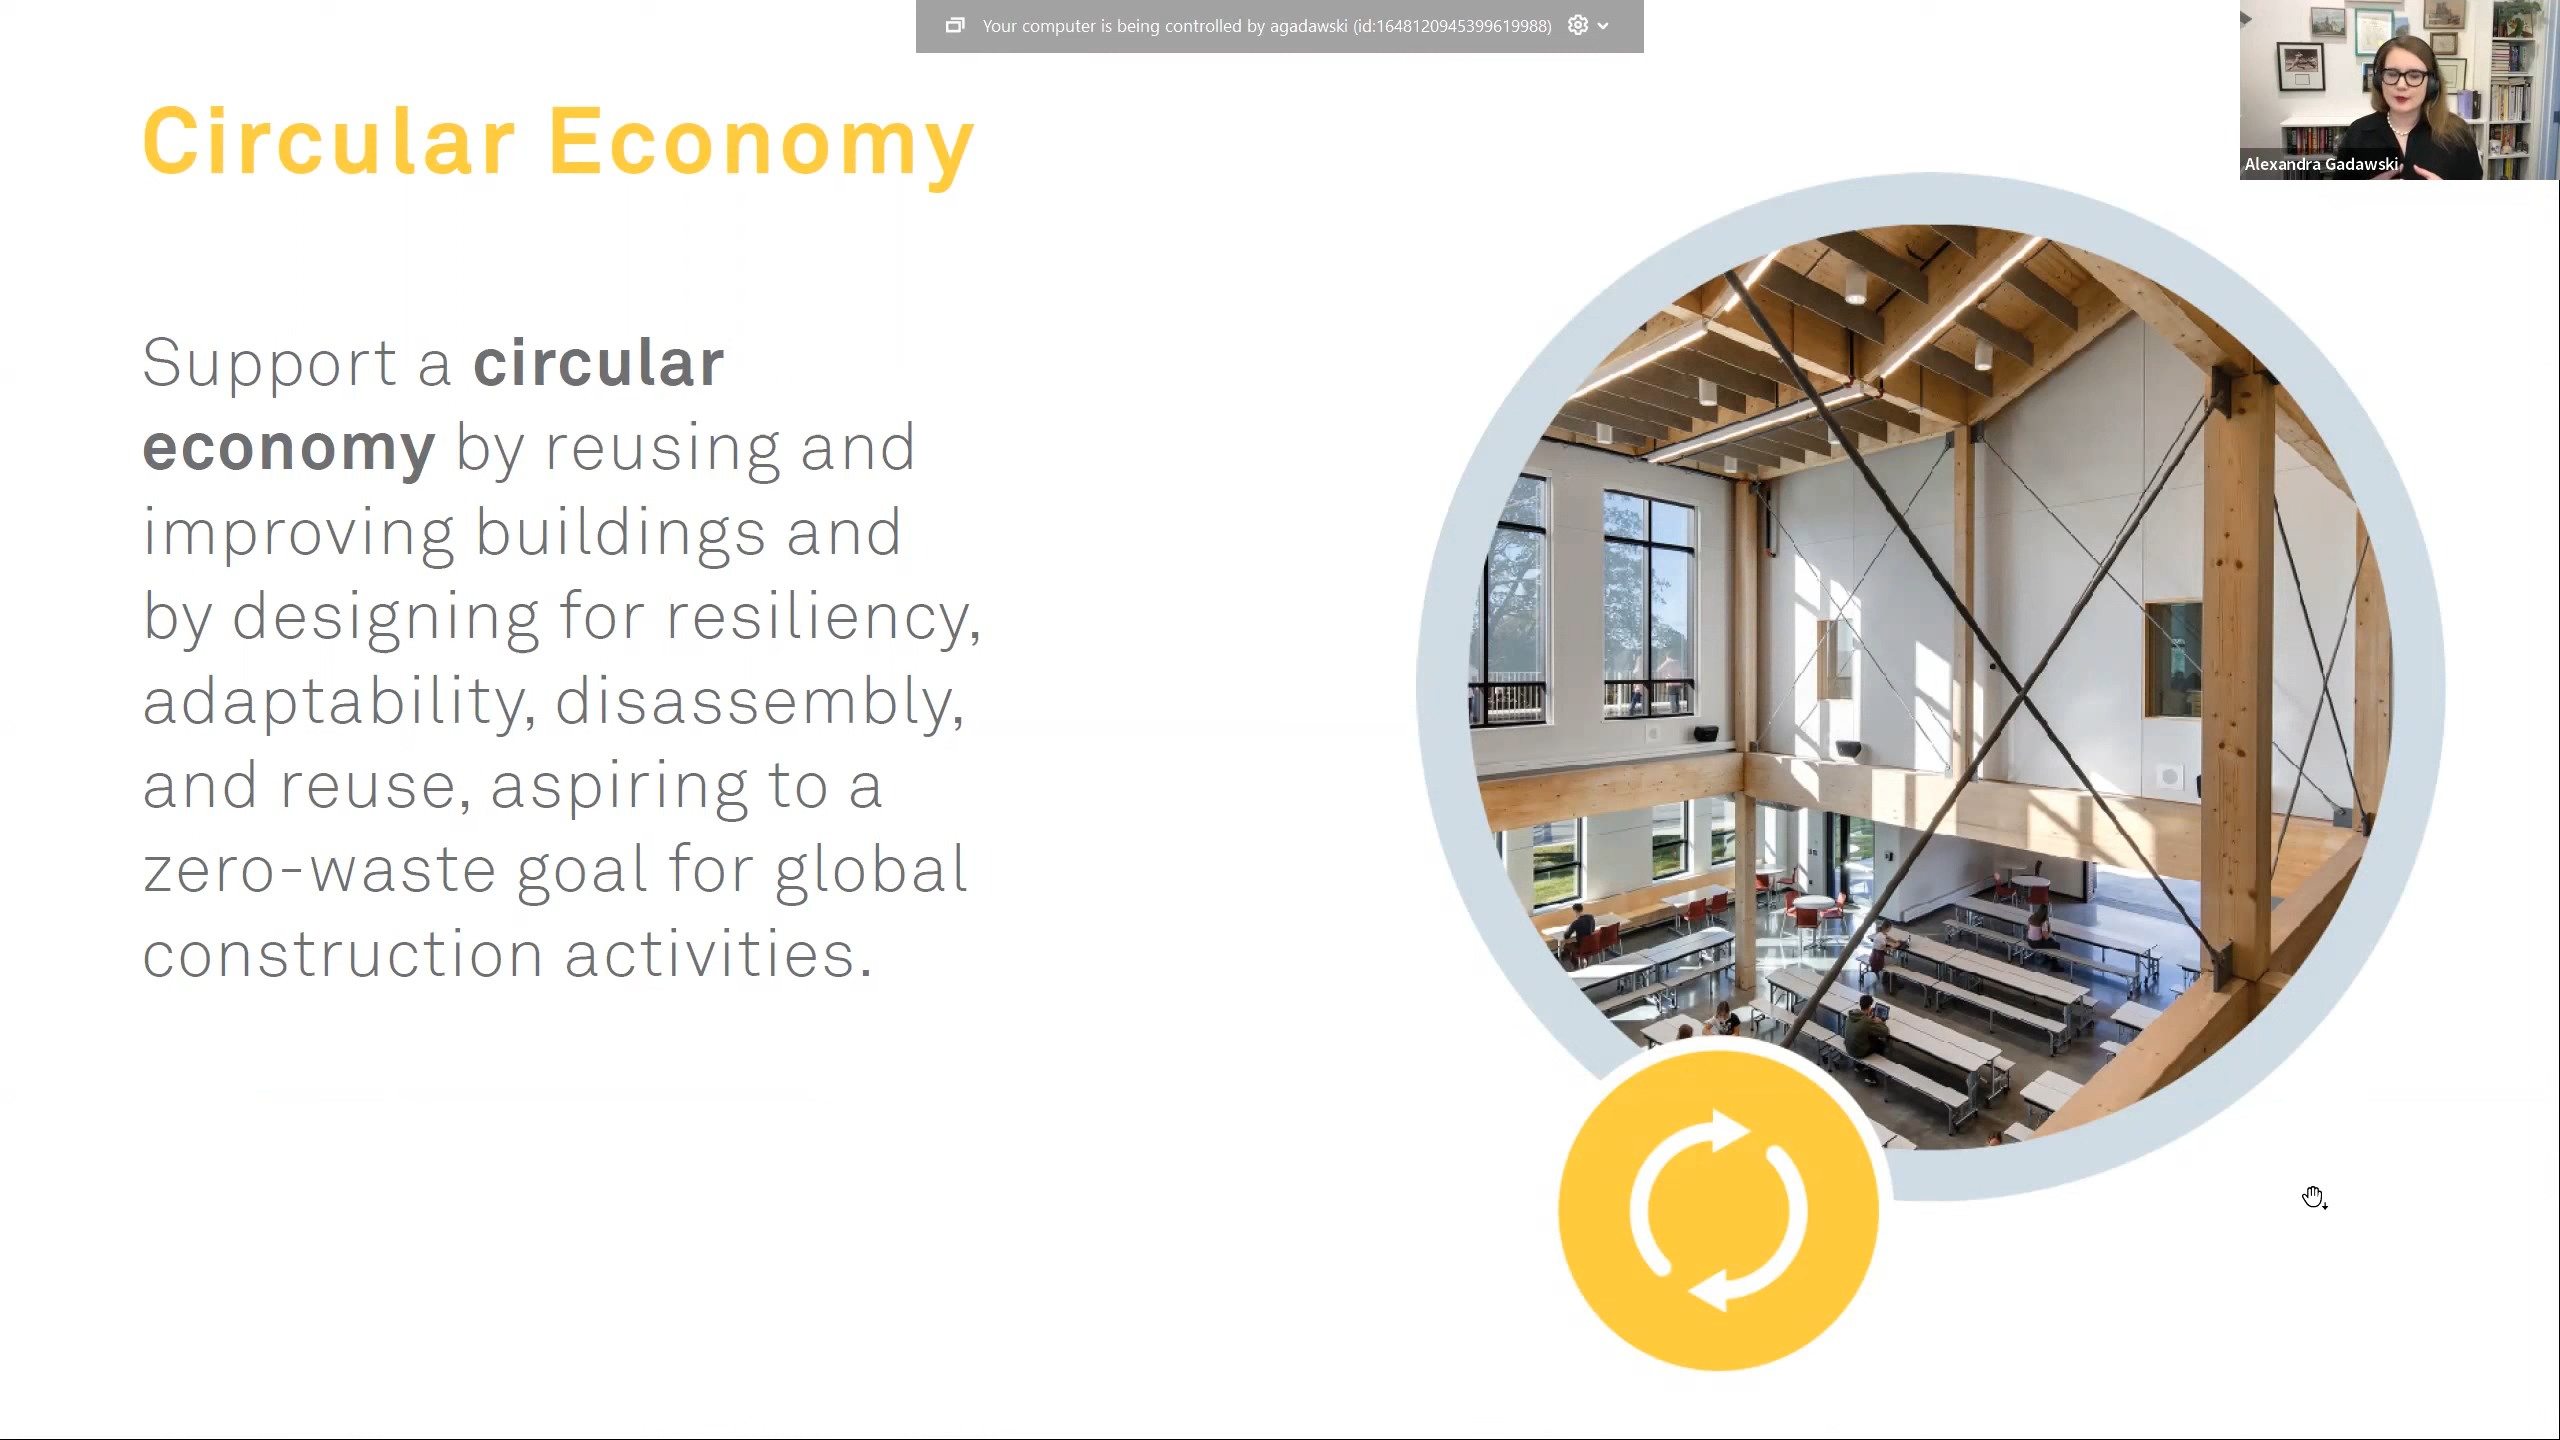 Your computer is being controlled by agadawski (id:1648120945399619988)
Alexandra Gadawski
Circular Economy
Support a circular
economy by reusing and
improving buildings and
by designing for resiliency,
adaptability, disassembly,
and reuse, aspiring to a
zero-waste goal for global
construction activities.